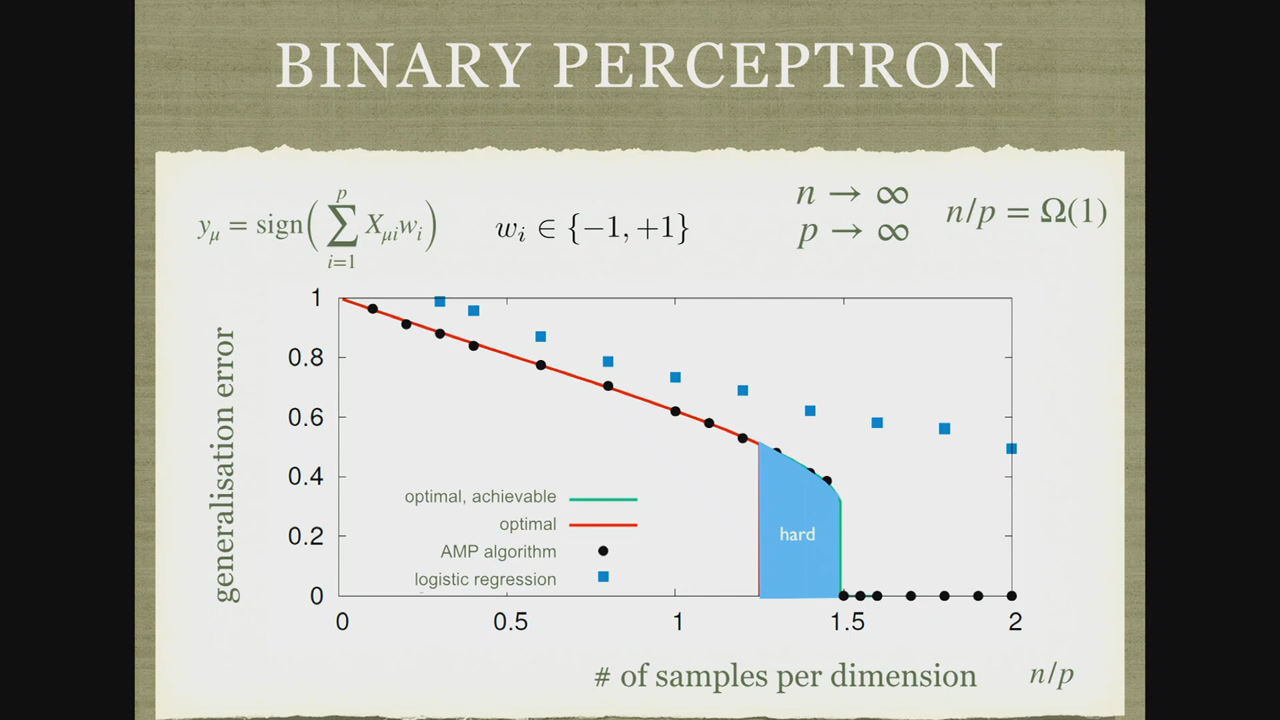 BINARY PERCEPTRON
y_μ = sign( ∑_{i=1}^{p} X_{μi} w_i )
w_i ∈ {−1, +1}
n → ∞
p → ∞
n/p = Ω(1)
generalisation error
1
0.8
0.6
0.4
0.2
0
optimal, achievable
optimal
AMP algorithm
logistic regression
hard
0 0.5 1 1.5 2
# of samples per dimension n/p